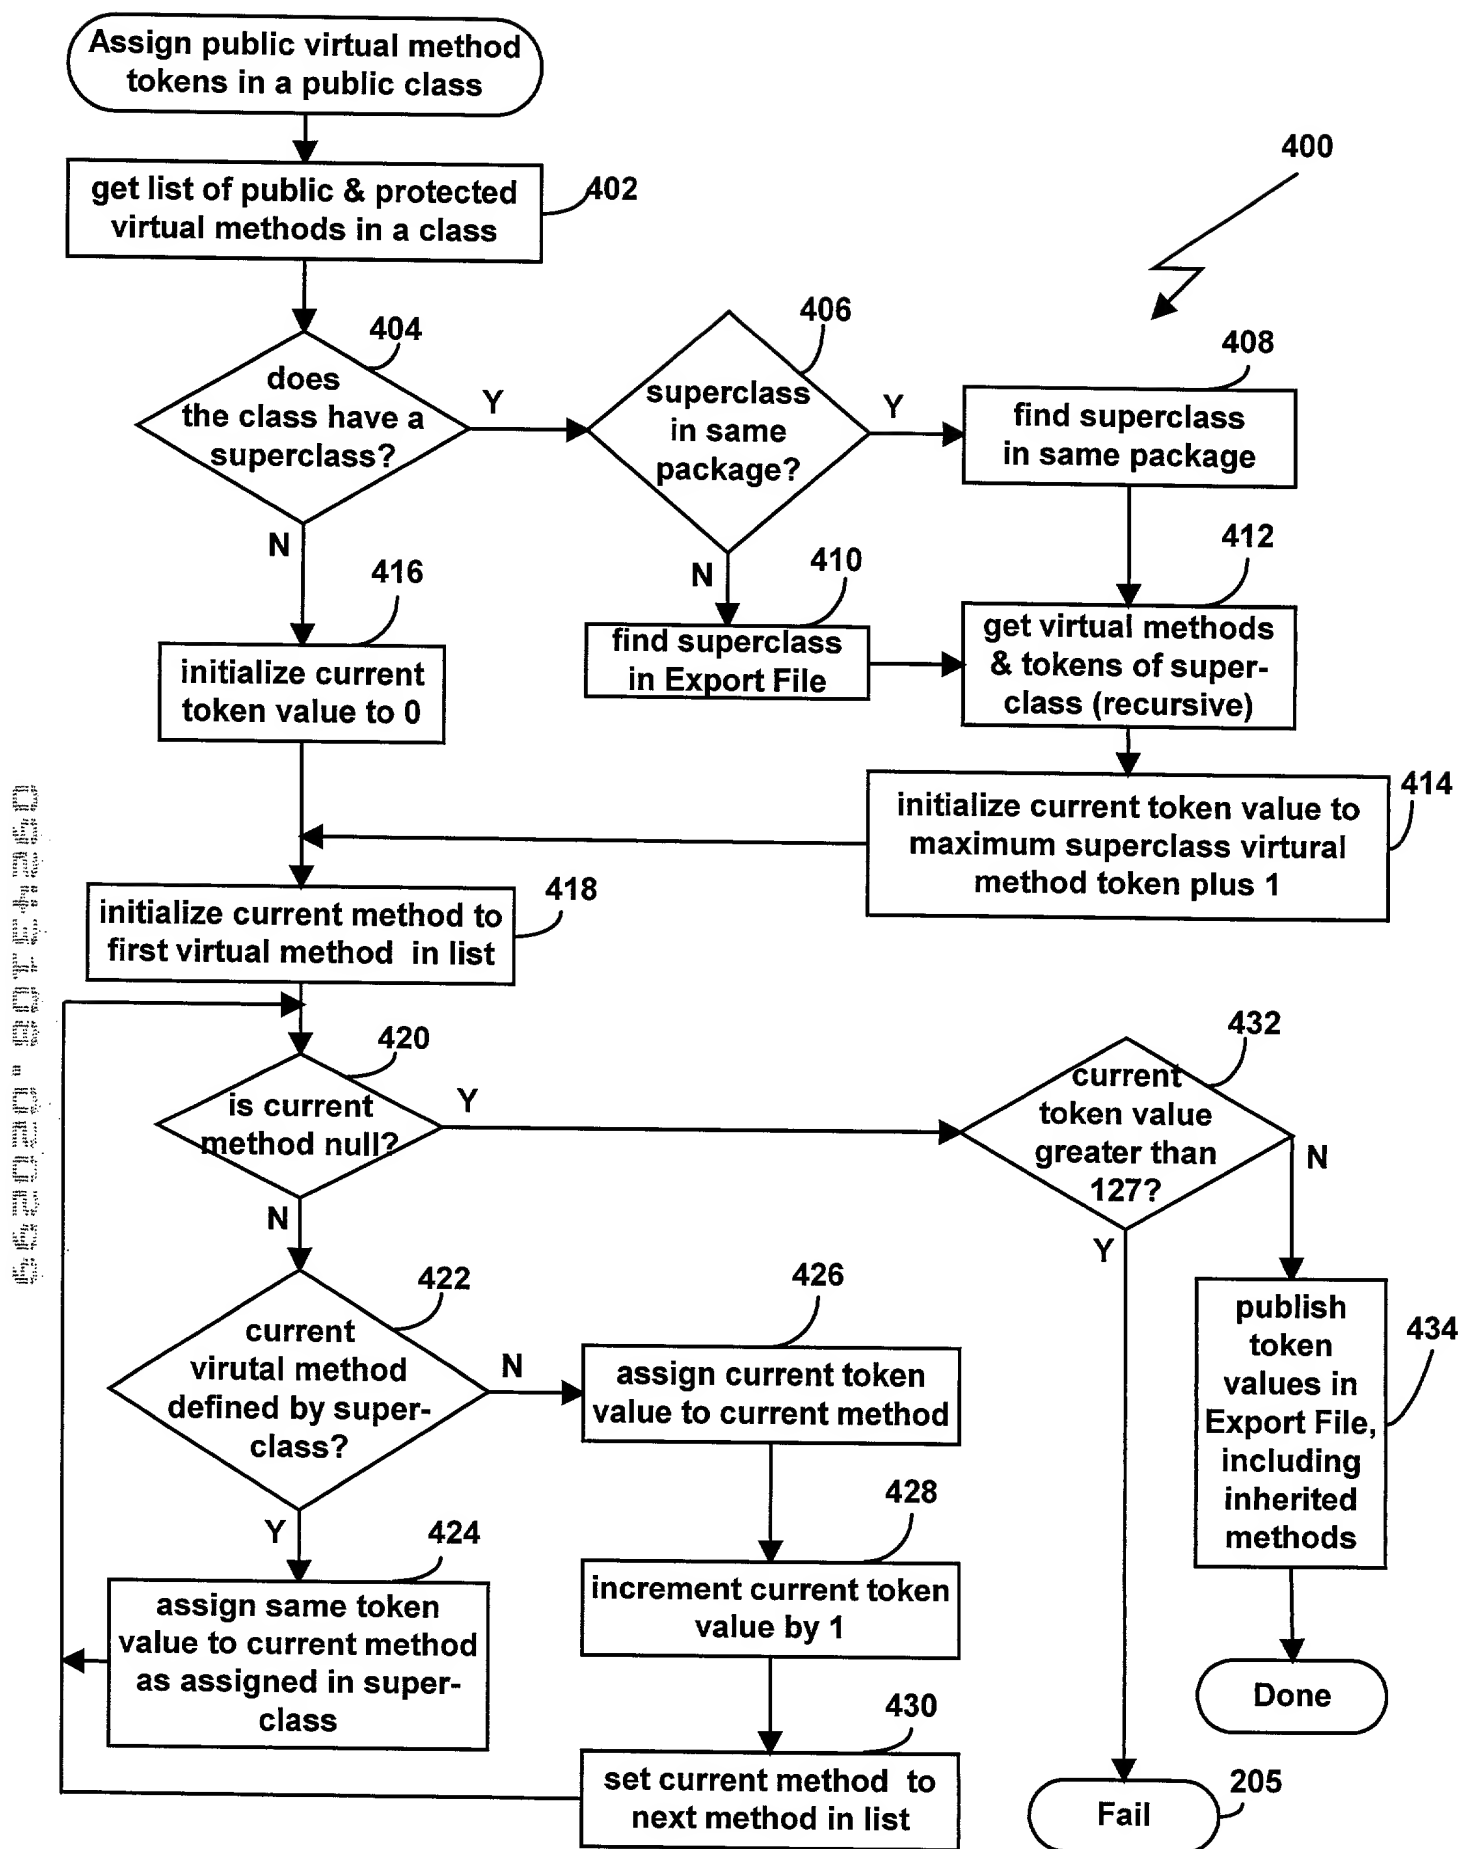 Assign public virtual method
tokens in a public class
400
get list of public & protected
virtual methods in a class
402
404
does
the class have a
superclass?
Y
N
406
superclass
in same
package?
Y
N
408
find superclass
in same package
410
find superclass
in Export File
412
get virtual methods
& tokens of super-
class (recursive)
416
initialize current
token value to 0
414
initialize current token value to
maximum superclass virtural
method token plus 1
418
initialize current method to
first virtual method in list
420
is current
method null?
Y
N
432
current
token value
greater than
127?
N
Y
422
current
virutal method
defined by super-
class?
N
Y
426
assign current token
value to current method
434
publish
token
values in
Export File,
including
inherited
methods
428
increment current token
value by 1
424
assign same token
value to current method
as assigned in super-
class
430
set current method to
next method in list
Done
Fail
205